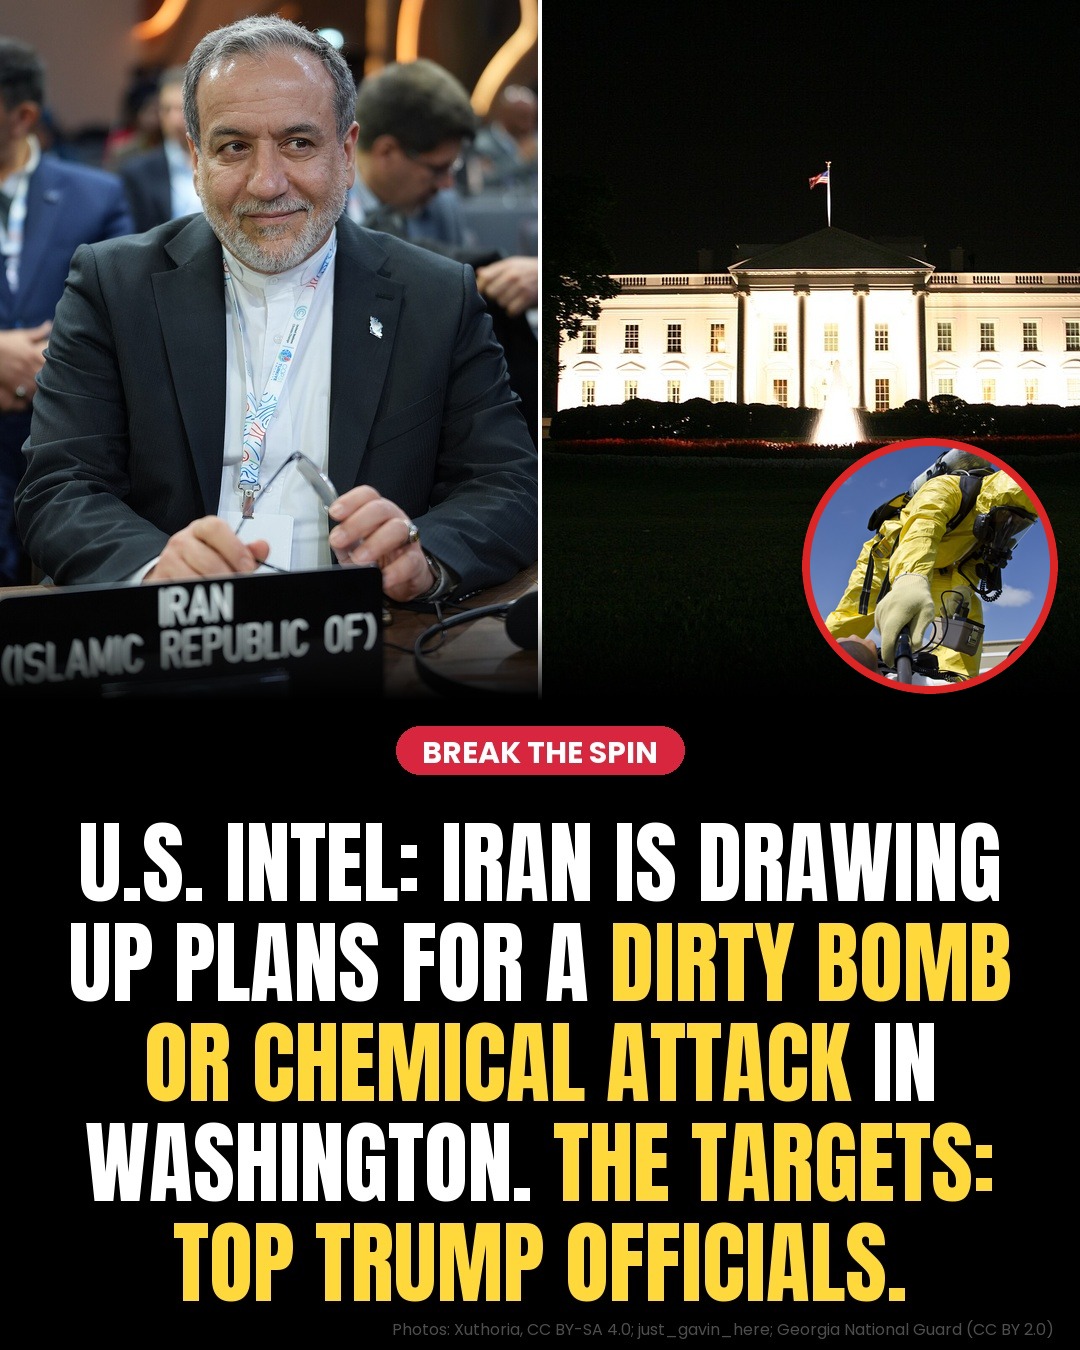 IRAN
(ISLAMIC REPUBLIC OF)
BREAK THE SPIN
U.S. INTEL: IRAN IS DRAWING
UP PLANS FOR A DIRTY BOMB
OR CHEMICAL ATTACK IN
WASHINGTON. THE TARGETS:
TOP TRUMP OFFICIALS.
Photos: Xuthoria, CC BY-SA 4.0; just_gavin_here; Georgia National Guard (CC BY 2.0)